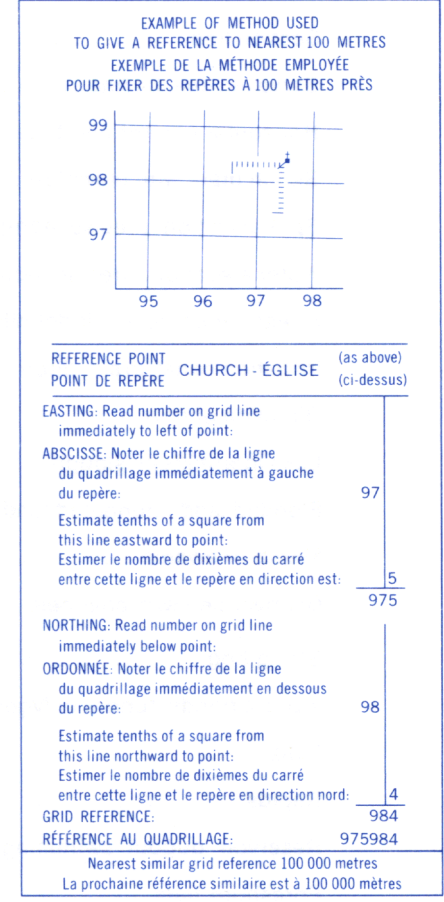 EXAMPLE OF METHOD USED
TO GIVE A REFERENCE TO NEAREST 100 METRES
EXEMPLE DE LA MÉTHODE EMPLOYÉE
POUR FIXER DES REPÈRES À 100 MÈTRES PRÈS
99
98
97
95 96 97 98
REFERENCE POINT
POINT DE REPÈRE
CHURCH - ÉGLISE
(as above)
(ci-dessus)
EASTING: Read number on grid line
immediately to left of point:
ABSCISSE: Noter le chiffre de la ligne
du quadrillage immédiatement à gauche
du repère: 97
Estimate tenths of a square from
this line eastward to point:
Estimer le nombre de dixièmes du carré
entre cette ligne et le repère en direction est: 5
975
NORTHING: Read number on grid line
immediately below point:
ORDONNÉE: Noter le chiffre de la ligne
du quadrillage immédiatement en dessous
du repère: 98
Estimate tenths of a square from
this line northward to point:
Estimer le nombre de dixièmes du carré
entre cette ligne et le repère en direction nord: 4
GRID REFERENCE: 984
RÉFÉRENCE AU QUADRILLAGE: 975984
Nearest similar grid reference 100 000 metres
La prochaine référence similaire est à 100 000 mètres